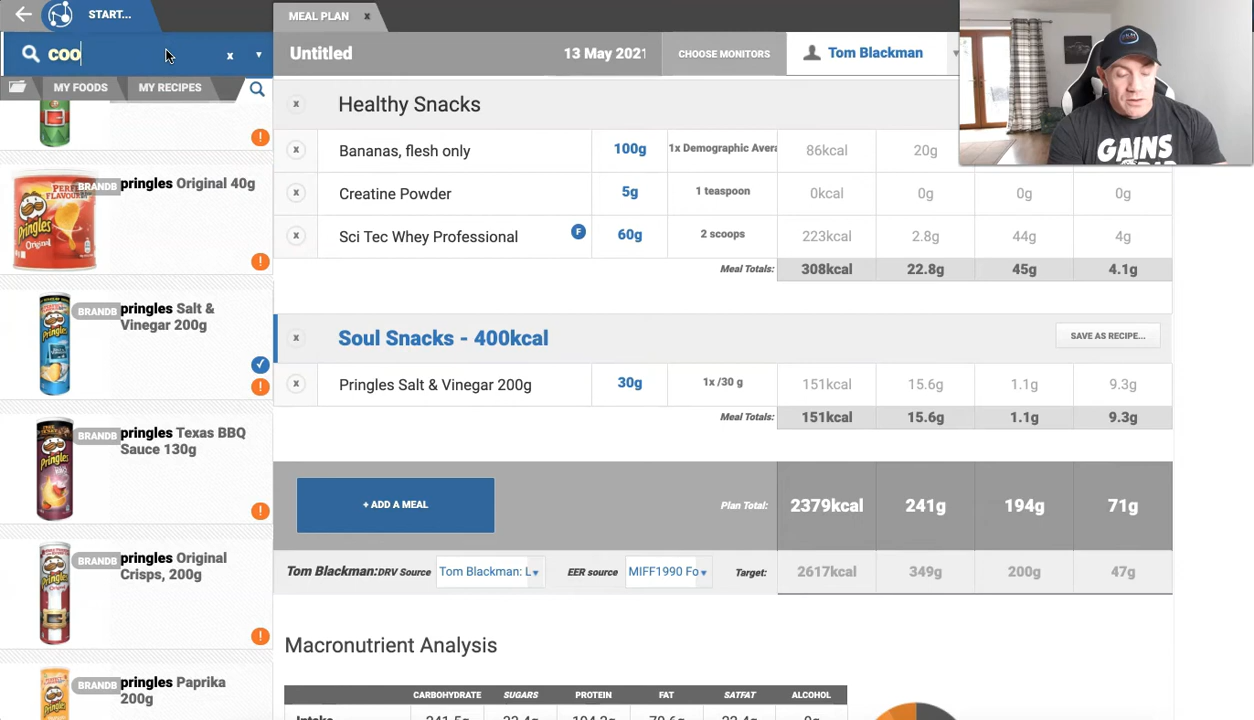 START...
MEAL PLAN x
coo x
Untitled 13 May 2021 CHOOSE MONITORS Tom Blackman
MY FOODS MY RECIPES
x Healthy Snacks
x Bananas, flesh only 100g 1x Demographic Avera 86kcal 20g
x Creatine Powder 5g 1 teaspoon 0kcal 0g 0g 0g
x Sci Tec Whey Professional F 60g 2 scoops 223kcal 2.8g 44g 4g
Meal Totals: 308kcal 22.8g 45g 4.1g
x Soul Snacks - 400kcal SAVE AS RECIPE...
x Pringles Salt & Vinegar 200g 30g 1x /30 g 151kcal 15.6g 1.1g 9.3g
Meal Totals: 151kcal 15.6g 1.1g 9.3g
+ ADD A MEAL Plan Total: 2379kcal 241g 194g 71g
Tom Blackman: DRV Source Tom Blackman: L EER source MIFF1990 Fo Target: 2617kcal 349g 200g 47g
Macronutrient Analysis
CARBOHYDRATE SUGARS PROTEIN FAT SATFAT ALCOHOL
!
BRANDB pringles Original 40g
Pringles
Original
!
BRANDB pringles Salt &
Vinegar 200g
!
BRANDB pringles Texas BBQ
Sauce 130g
!
BRANDB pringles Original
Crisps, 200g
!
BRANDB pringles Paprika
200g
GAINS